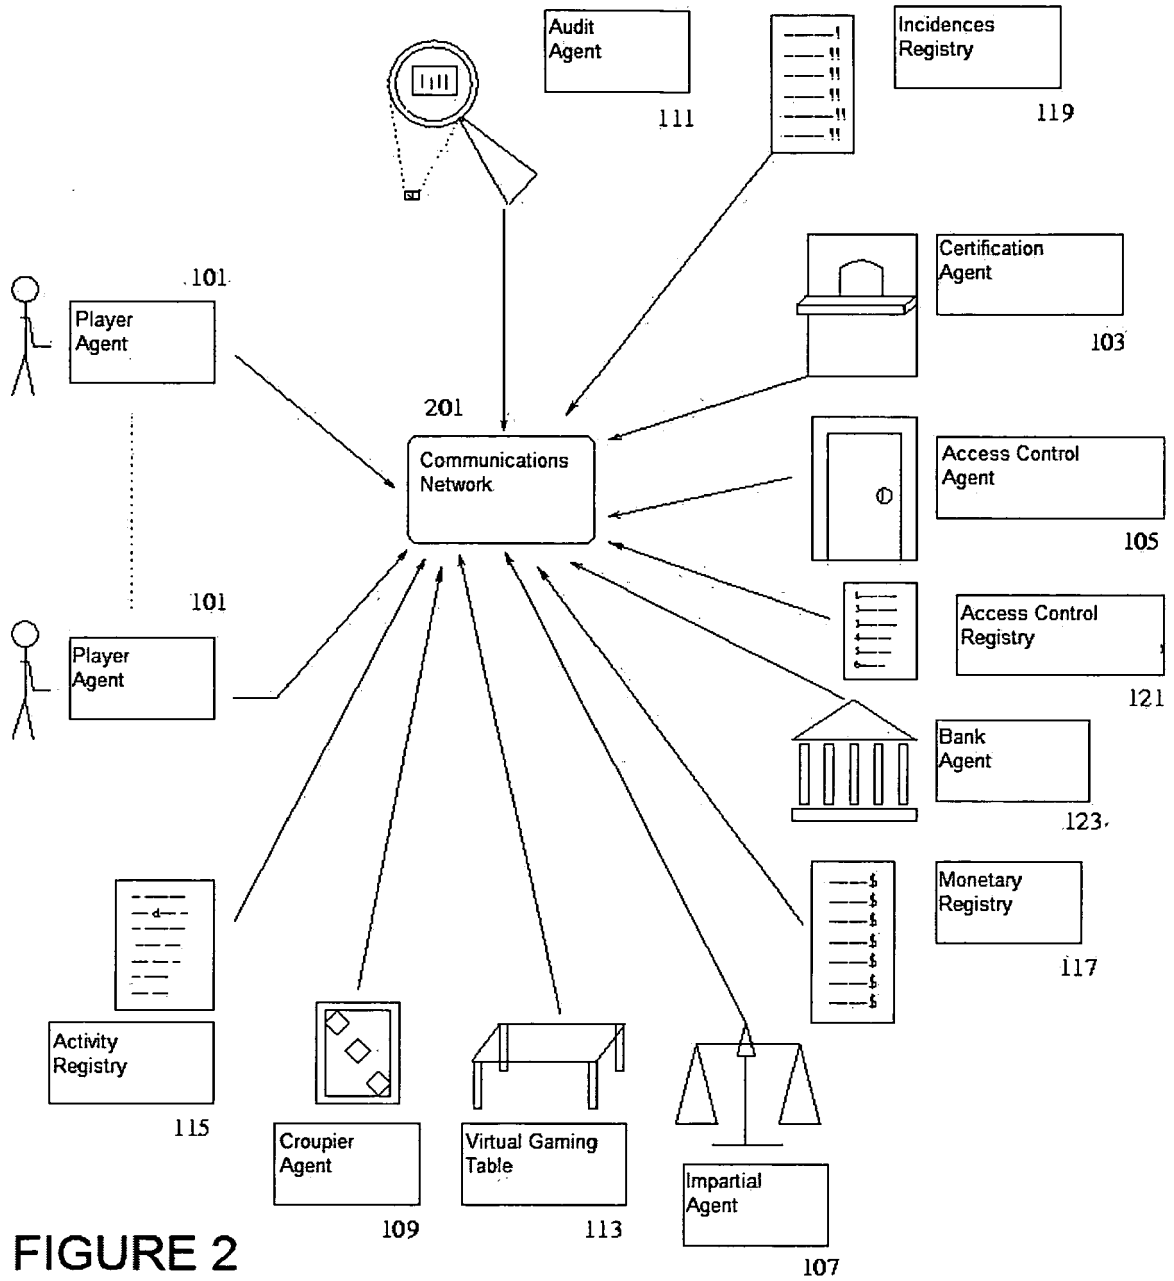 Audit
Agent
111
Incidences
Registry
119
Certification
Agent
103
101
Player
Agent
201
Communications
Network
Access Control
Agent
105
101
Player
Agent
Access Control
Registry
121
Bank
Agent
123
$
$
$
$
$
$
$
Monetary
Registry
117
Activity
Registry
115
Croupier
Agent
109
Virtual Gaming
Table
113
Impartial
Agent
107
FIGURE 2